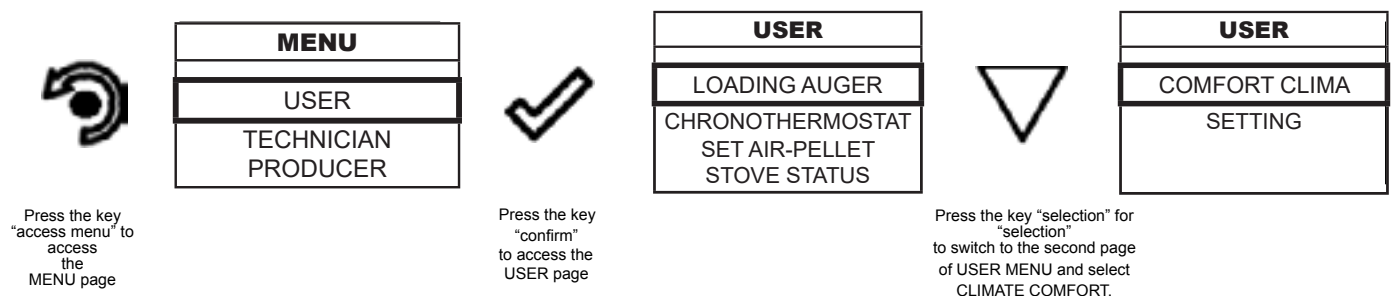 MENU
USER
TECHNICIAN
PRODUCER
USER
LOADING AUGER
CHRONOTHERMOSTAT
SET AIR-PELLET
STOVE STATUS
USER
COMFORT CLIMA
SETTING
Press the key
“access menu” to
access
the
MENU page
Press the key
“confirm”
to access the
USER page
Press the key “selection” for
“selection”
to switch to the second page
of USER MENU and select
CLIMATE COMFORT.